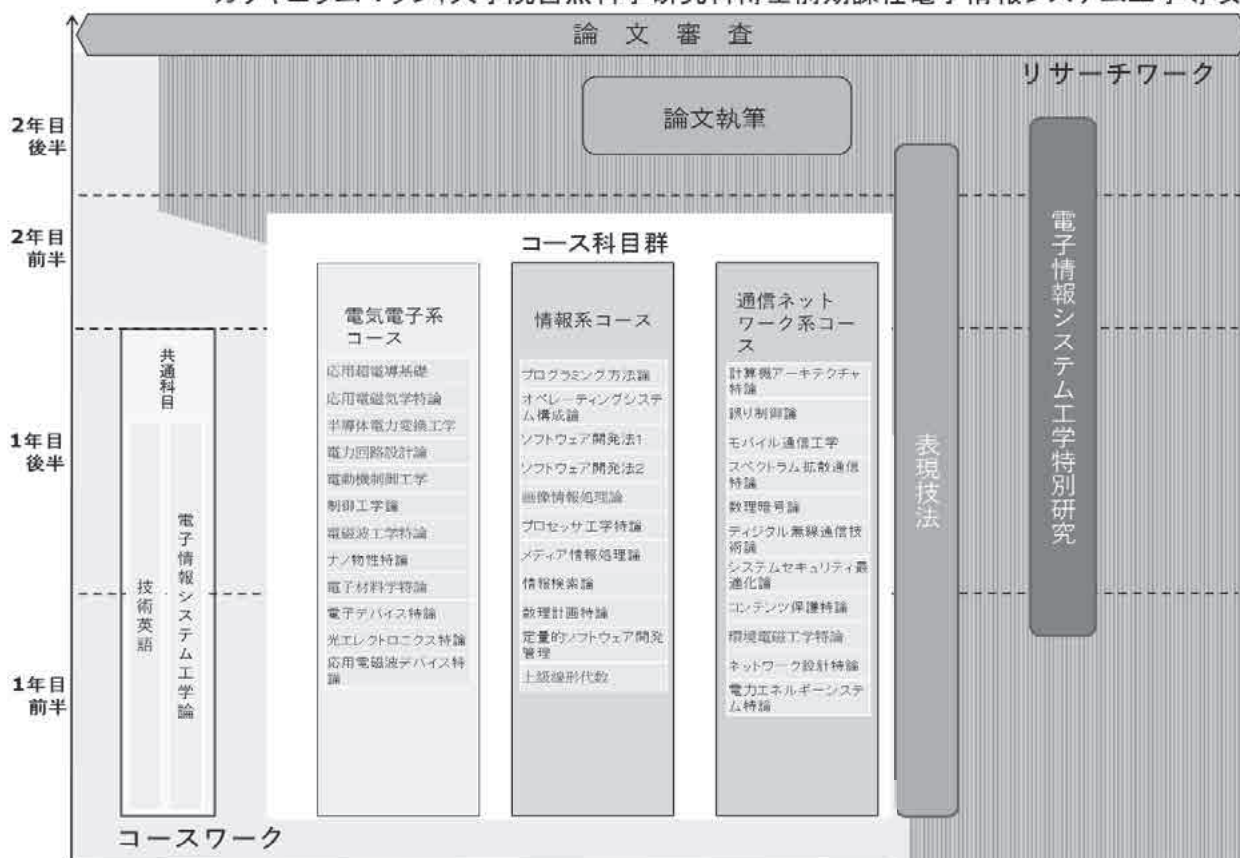 論文審査
リサーチワーク
論文執筆
2年目
後半
2年目
前半
1年目
後半
1年目
前半
コース科目群
共通科目
技術英語
電子情報システム工学論
電気電子系
コース
応用超電導基礎
応用電磁気学特論
半導体電力変換工学
電力回路設計論
電動機制御工学
制御工学論
電磁波工学特論
ナノ物性特論
電子材料学特論
電子デバイス特論
光エレクトロニクス特論
応用電磁波デバイス特
論
情報系コース
プログラミング方法論
オペレーティングシステ
ム構成論
ソフトウェア開発法1
ソフトウェア開発法2
画像情報処理論
プロセッサ工学特論
メディア情報処理論
情報検索論
数理計画特論
定量的ソフトウェア開発
管理
上級線形代数
通信ネット
ワーク系コー
ス
計算機アーキテクチャ
特論
誤り制御論
モバイル通信工学
スペクトラム拡散通信
特論
数理暗号論
ディジタル無線通信技
術論
システムセキュリティ最
適化論
コンテンツ保護特論
環境電磁工学特論
ネットワーク設計特論
電力エネルギーシステ
ム特論
表現技法
電子情報システム工学特別研究
コースワーク